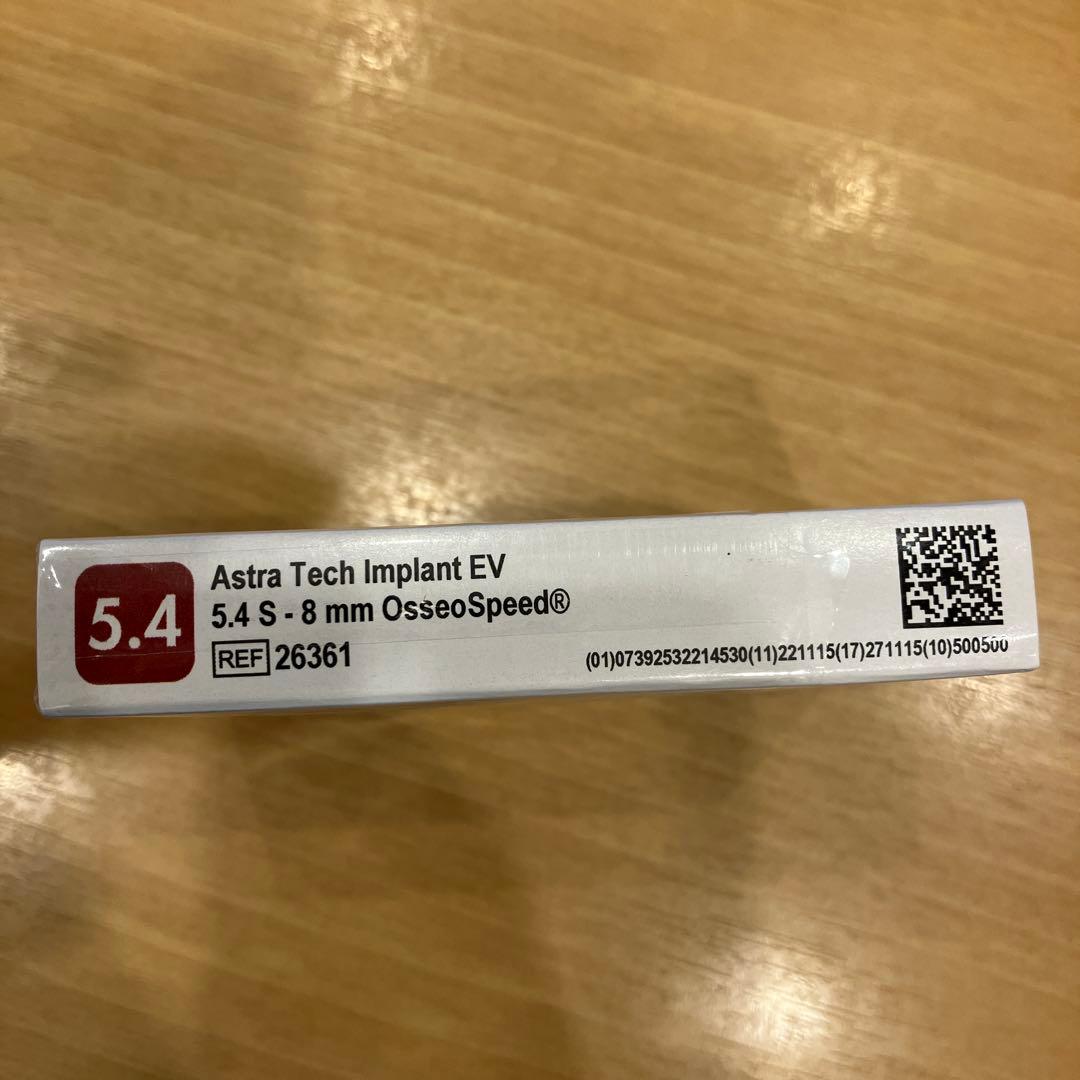 5.4
Astra Tech Implant EV
5.4 S - 8 mm OsseoSpeed®
REF 26361
(01)07392532214530(11)221115(17)271115(10)500500